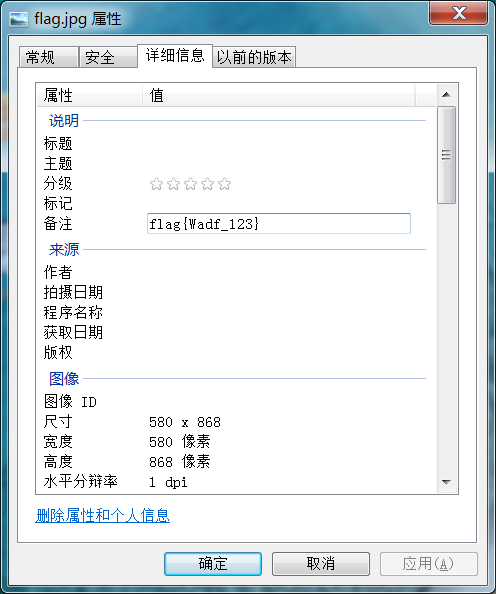 flag.jpg 属性
常规 安全 详细信息 以前的版本
属性 值
说明
标题
主题
分级
标记
备注 flag{Wadf_123}
来源
作者
拍摄日期
程序名称
获取日期
版权
图像
图像 ID
尺寸 580 x 868
宽度 580 像素
高度 868 像素
水平分辩率 1 dpi
删除属性和个人信息
确定 取消 应用(A)